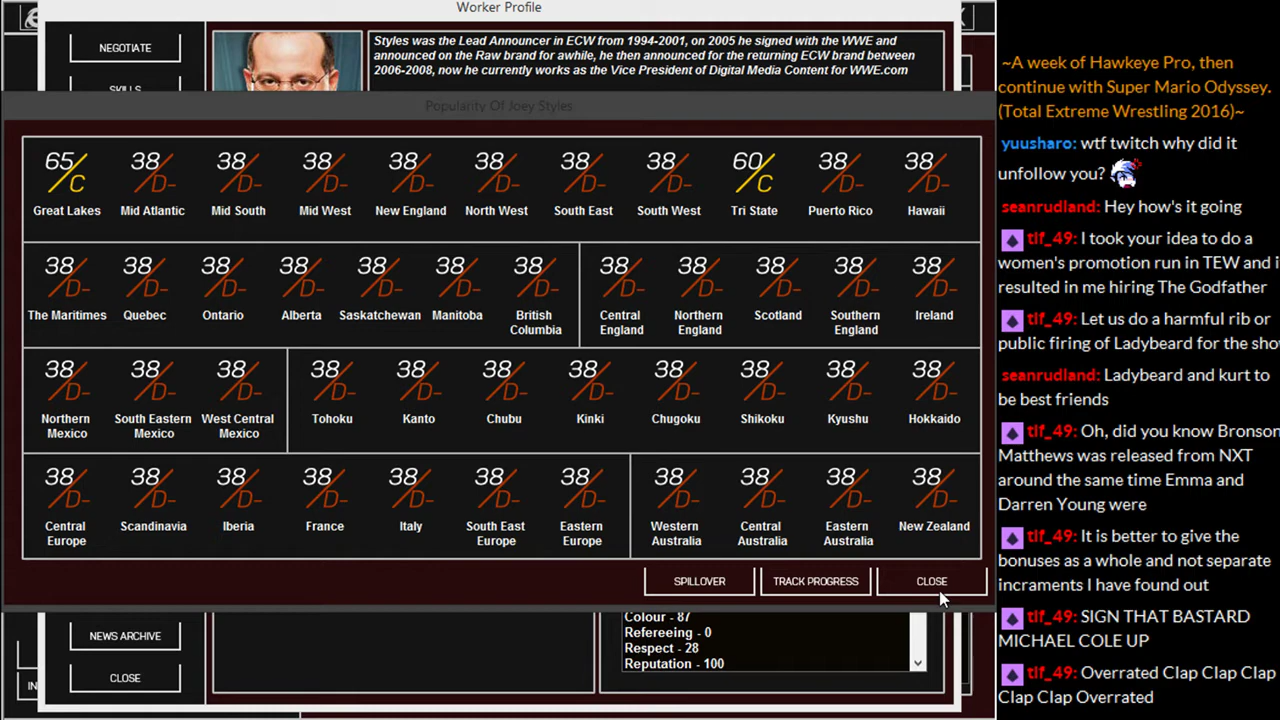 Worker Profile
NEGOTIATE
Styles was the Lead Announcer in ECW from 1994-2001, on 2005 he signed with the WWE and
announced on the Raw brand for awhile, he then announced for the returning ECW brand between
2006-2008, now he currently works as the Vice President of Digital Media Content for WWE.com
SKILLS
Popularity Of Joey Styles
65/C 38/D- 38/D- 38/D- 38/D- 38/D- 38/D- 38/D- 60/C 38/D- 38/D-
Great Lakes Mid Atlantic Mid South Mid West New England North West South East South West Tri State Puerto Rico Hawaii
38/D- 38/D- 38/D- 38/D- 38/D- 38/D- 38/D- 38/D- 38/D- 38/D- 38/D- 38/D-
The Maritimes Quebec Ontario Alberta Saskatchewan Manitoba British Columbia Central England Northern England Scotland Southern England Ireland
38/D- 38/D- 38/D- 38/D- 38/D- 38/D- 38/D- 38/D- 38/D- 38/D- 38/D-
Northern Mexico South Eastern Mexico West Central Mexico Tohoku Kanto Chubu Kinki Chugoku Shikoku Kyushu Hokkaido
38/D- 38/D- 38/D- 38/D- 38/D- 38/D- 38/D- 38/D- 38/D- 38/D- 38/D-
Central Europe Scandinavia Iberia France Italy South East Europe Eastern Europe Western Australia Central Australia Eastern Australia New Zealand
SPILLOVER TRACK PROGRESS CLOSE
NEWS ARCHIVE
CLOSE
Colour - 87
Refereeing - 0
Respect - 28
Reputation - 100
~A week of Hawkeye Pro, then
continue with Super Mario Odyssey.
(Total Extreme Wrestling 2016)~
yuusharo: wtf twitch why did it
unfollow you?
seanrudland: Hey how's it going
tlf_49: I took your idea to do a
women's promotion run in TEW and i
resulted in me hiring The Godfather
tlf_49: Let us do a harmful rib or
public firing of Ladybeard for the sho
seanrudland: Ladybeard and kurt to
be best friends
tlf_49: Oh, did you know Bronson
Matthews was released from NXT
around the same time Emma and
Darren Young were
tlf_49: It is better to give the
bonuses as a whole and not separate
incraments I have found out
tlf_49: SIGN THAT BASTARD
MICHAEL COLE UP
tlf_49: Overrated Clap Clap Clap
Clap Clap Overrated